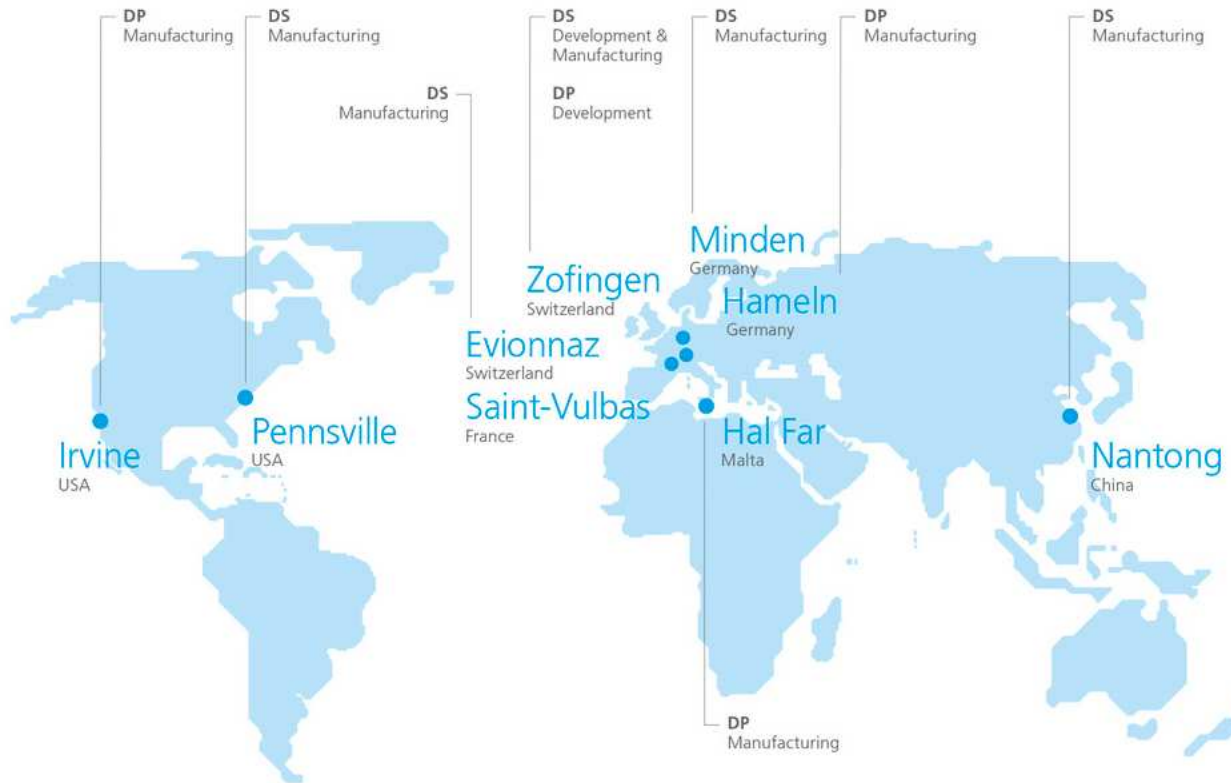 DP
Manufacturing
DS
Manufacturing
DS
Development &
Manufacturing
DP
Development
DS
Manufacturing
DP
Manufacturing
DS
Manufacturing
DS
Manufacturing
Minden
Germany
Zofingen
Switzerland
Hameln
Germany
Evionnaz
Switzerland
Saint-Vulbas
France
Pennsville
USA
Hal Far
Malta
Irvine
USA
Nantong
China
DP
Manufacturing